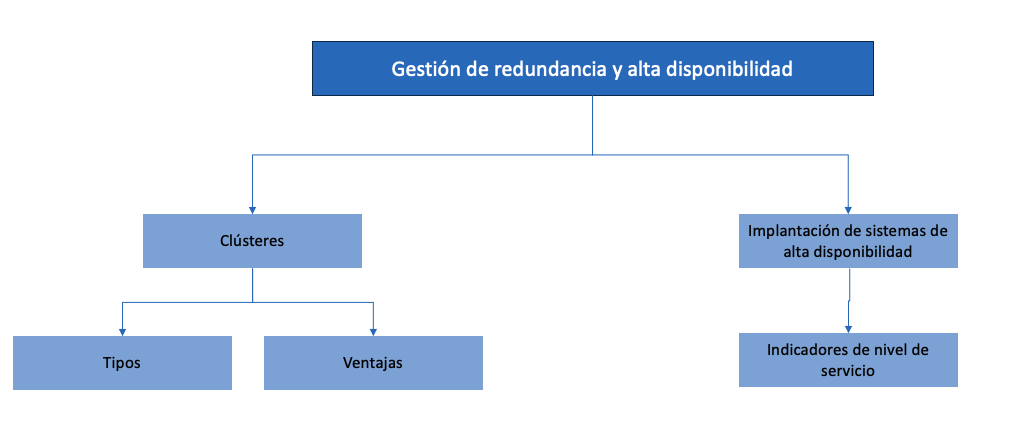 Gestión de redundancia y alta disponibilidad
Clústeres
Implantación de sistemas de
alta disponibilidad
Tipos
Ventajas
Indicadores de nivel de
servicio